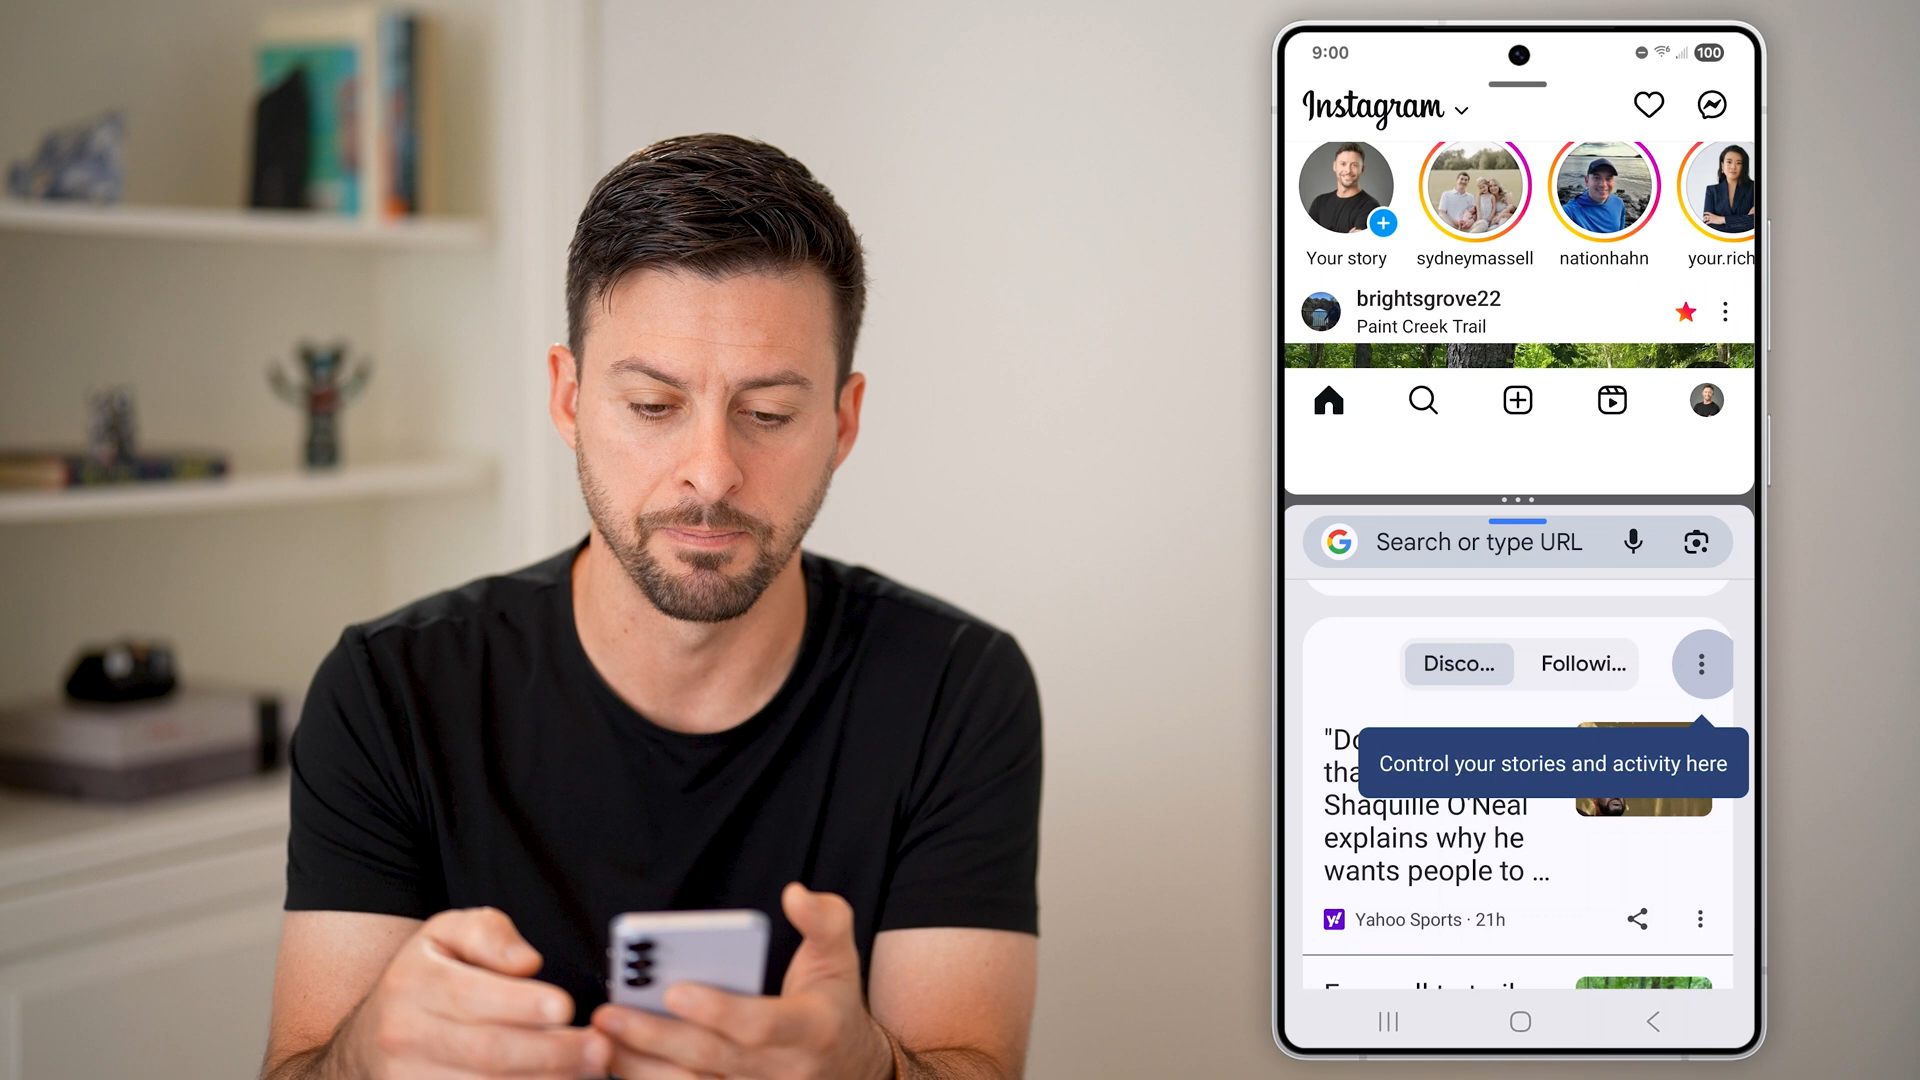 9:00
100
Instagram
Your story
sydneymassell
nationhahn
your.rich
brightsgrove22
Paint Creek Trail
Search or type URL
Disco...
Followi...
Control your stories and activity here
Shaquille O'Neal
explains why he
wants people to ...
y!
Yahoo Sports · 21h